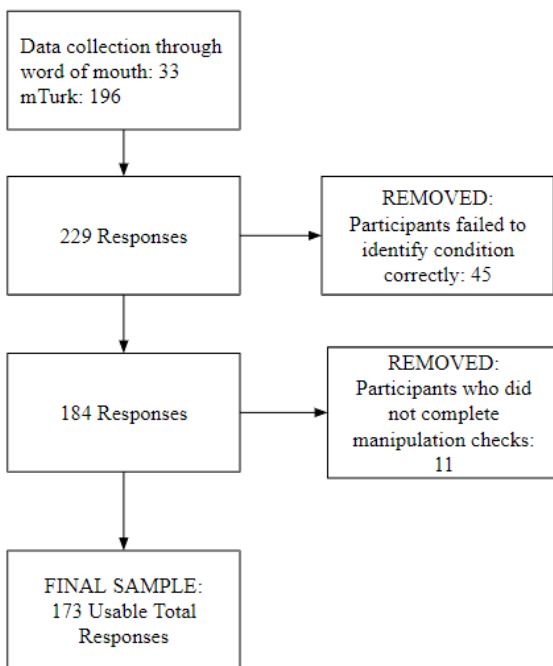 Data collection through
word of mouth: 33
mTurk: 196
229 Responses
REMOVED:
Participants failed to
identify condition
correctly: 45
184 Responses
REMOVED:
Participants who did
not complete
manipulation checks:
11
FINAL SAMPLE:
173 Usable Total
Responses